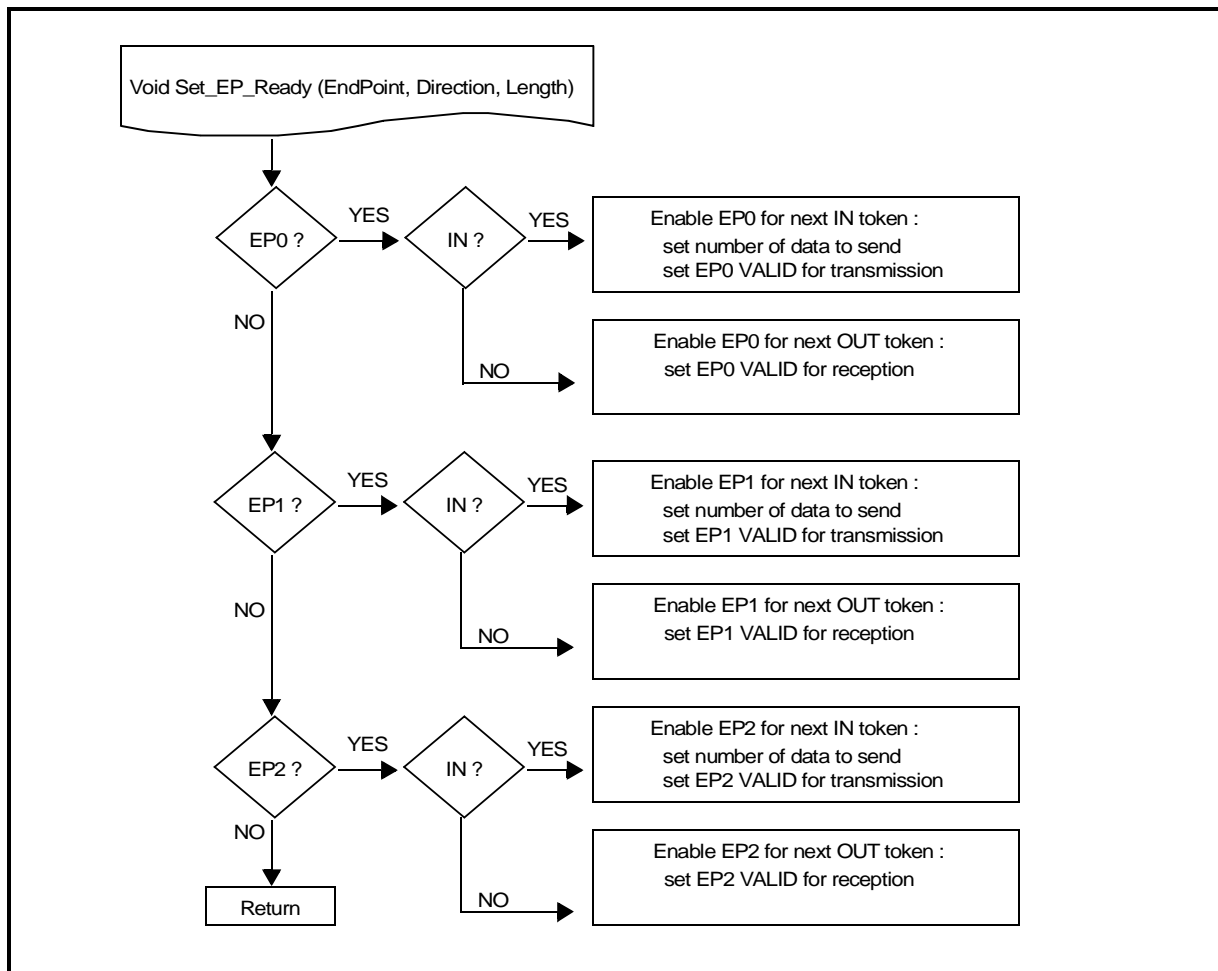 Void Set_EP_Ready (EndPoint, Direction, Length)
EP0 ?
YES
IN ?
YES
Enable EP0 for next IN token :
set number of data to send
set EP0 VALID for transmission
NO
NO
Enable EP0 for next OUT token :
set EP0 VALID for reception
EP1 ?
YES
IN ?
YES
Enable EP1 for next IN token :
set number of data to send
set EP1 VALID for transmission
NO
NO
Enable EP1 for next OUT token :
set EP1 VALID for reception
EP2 ?
YES
IN ?
YES
Enable EP2 for next IN token :
set number of data to send
set EP2 VALID for transmission
NO
NO
Enable EP2 for next OUT token :
set EP2 VALID for reception
Return